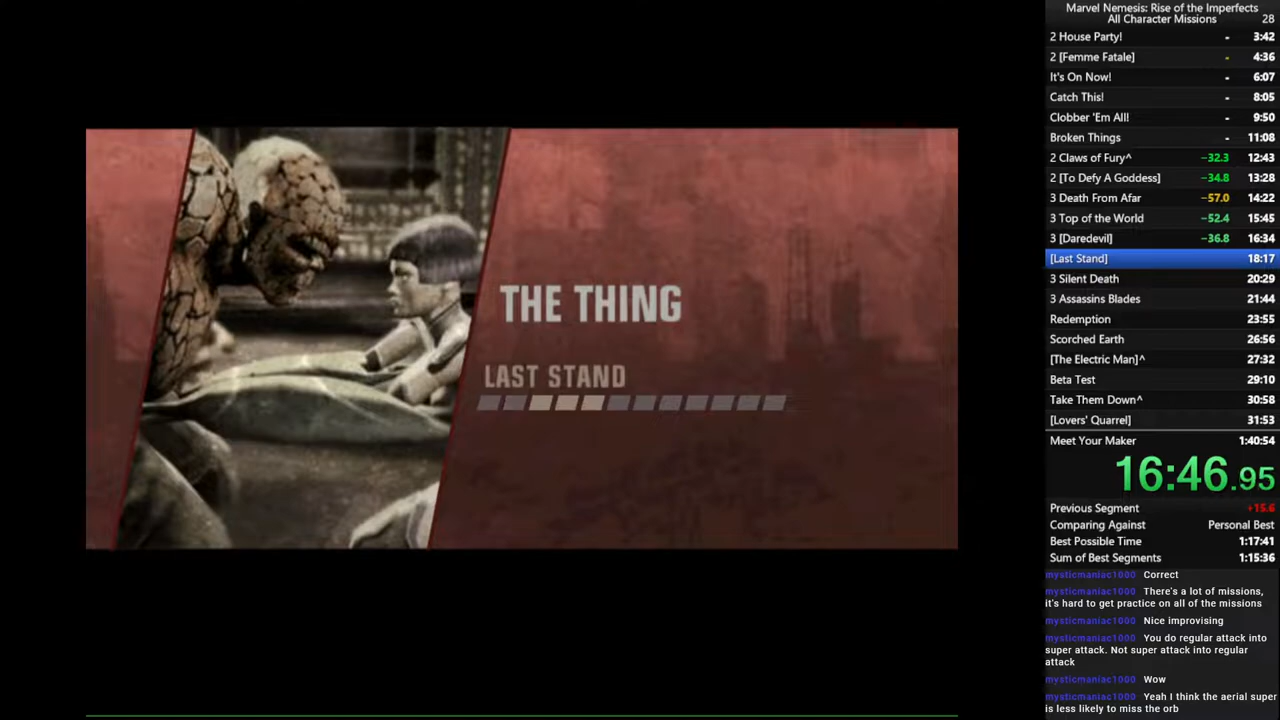 THE THING
LAST STAND
Marvel Nemesis: Rise of the Imperfects
All Character Missions 28
2 House Party! - 3:42
2 [Femme Fatale] - 4:36
It's On Now! - 6:07
Catch This! - 8:05
Clobber 'Em All! - 9:50
Broken Things - 11:08
2 Claws of Fury^ −32.3 12:43
2 [To Defy A Goddess] −34.8 13:28
3 Death From Afar −57.0 14:22
3 Top of the World −52.4 15:45
3 [Daredevil] −36.8 16:34
[Last Stand] 18:17
3 Silent Death 20:29
3 Assassins Blades 21:44
Redemption 23:55
Scorched Earth 26:56
[The Electric Man]^ 27:32
Beta Test 29:10
Take Them Down^ 30:58
[Lovers' Quarrel] 31:53
Meet Your Maker 1:40:54
16:46.95
Previous Segment +15.6
Comparing Against Personal Best
Best Possible Time 1:17:41
Sum of Best Segments 1:15:36
mysticmaniac1000 Correct
mysticmaniac1000 There's a lot of missions,
it's hard to get practice on all of the missions
mysticmaniac1000 Nice improvising
mysticmaniac1000 You do regular attack into
super attack. Not super attack into regular
attack
mysticmaniac1000 Wow
mysticmaniac1000 Yeah I think the aerial super
is less likely to miss the orb